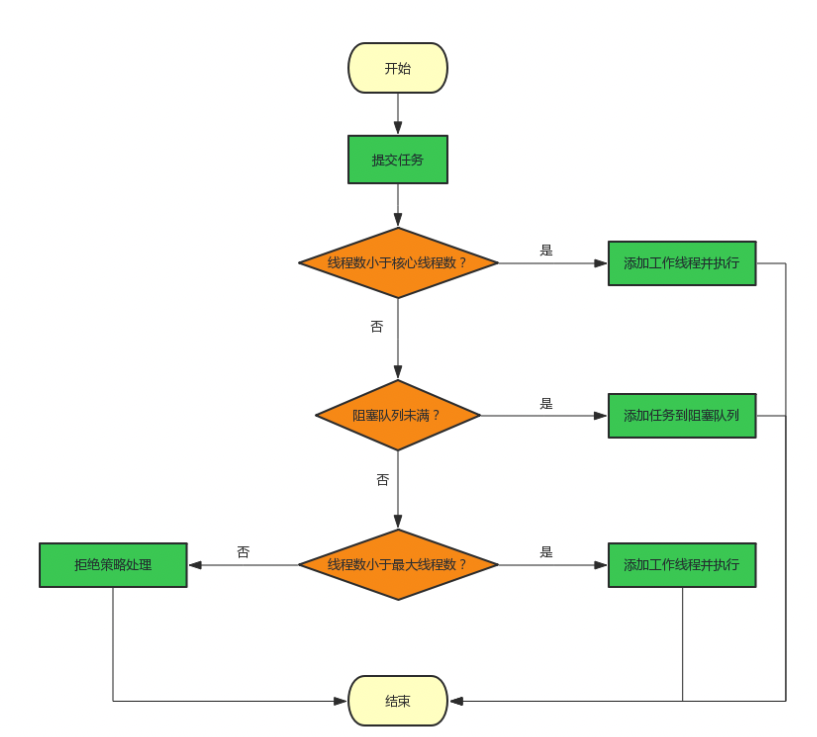 开始
提交任务
线程数小于核心线程数？
是
添加工作线程并执行
否
阻塞队列未满？
是
添加任务到阻塞队列
否
拒绝策略处理
否
线程数小于最大线程数？
是
添加工作线程并执行
结束